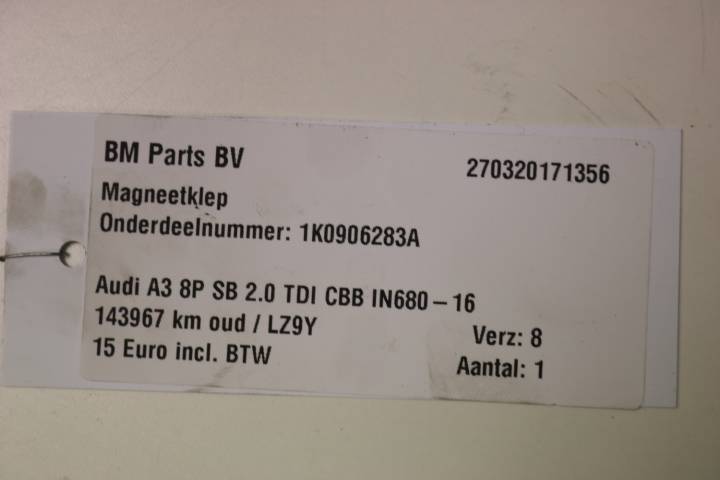 BM Parts BV 270320171356
Magneetklep
Onderdeelnummer: 1K0906283A
Audi A3 8P SB 2.0 TDI CBB IN680 – 16
143967 km oud / LZ9Y Verz: 8
15 Euro incl. BTW Aantal: 1